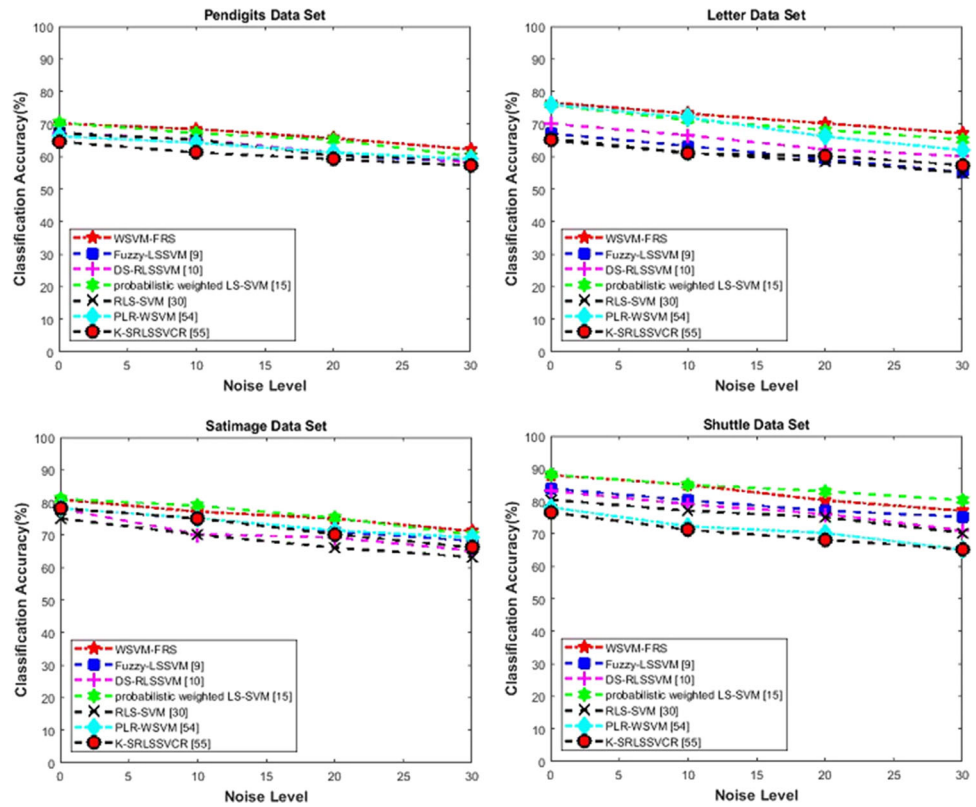 Pendigits Data Set
100
90
80
70
60
50
40
30
20
10
0
Classification Accuracy(%)
WSVM-FRS
Fuzzy-LSSVM [9]
DS-RLSSVM [10]
probabilistic weighted LS-SVM [15]
RLS-SVM [30]
PLR-WSVM [54]
K-SRLSSVCR [55]
0 5 10 15 20 25 30
Noise Level
Letter Data Set
100
90
80
70
60
50
40
30
20
10
0
Classification Accuracy(%)
WSVM-FRS
Fuzzy-LSSVM [9]
DS-RLSSVM [10]
probabilistic weighted LS-SVM [15]
RLS-SVM [30]
PLR-WSVM [54]
K-SRLSSVCR [55]
0 5 10 15 20 25 30
Noise Level
Satimage Data Set
100
90
80
70
60
50
40
30
20
10
0
Classification Accuracy(%)
WSVM-FRS
Fuzzy-LSSVM [9]
DS-RLSSVM [10]
probabilistic weighted LS-SVM [15]
RLS-SVM [30]
PLR-WSVM [54]
K-SRLSSVCR [55]
0 5 10 15 20 25 30
Noise Level
Shuttle Data Set
100
90
80
70
60
50
40
30
20
10
0
Classification Accuracy(%)
WSVM-FRS
Fuzzy-LSSVM [9]
DS-RLSSVM [10]
probabilistic weighted LS-SVM [15]
RLS-SVM [30]
PLR-WSVM [54]
K-SRLSSVCR [55]
0 5 10 15 20 25 30
Noise Level